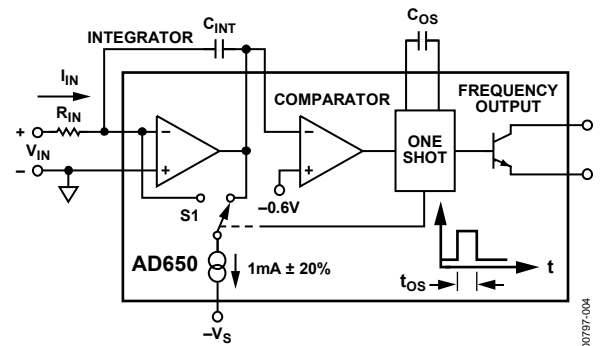 C_INT
C_OS
INTEGRATOR
I_IN
COMPARATOR
FREQUENCY
OUTPUT
R_IN
+
V_IN
−
−
+
−
+
ONE
SHOT
–0.6V
S1
AD650
1mA ± 20%
t
t_OS
–V_S
00797-004